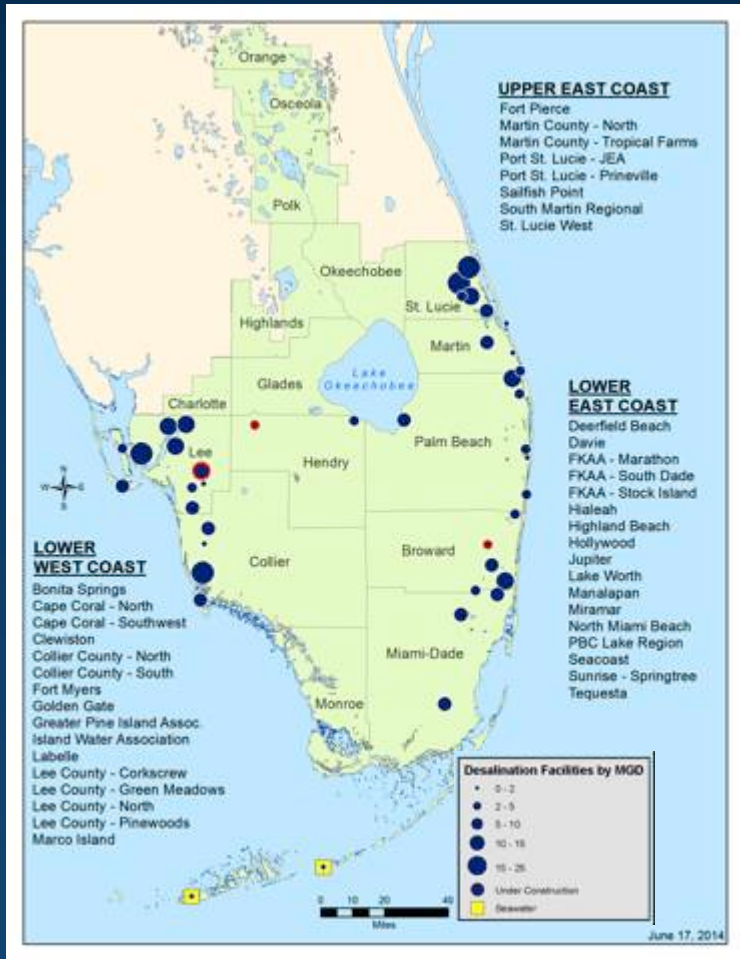 Orange
Osceola
Polk
Okeechobee
St. Lucie
Highlands
Martin
Lake
Okeechobee
Glades
Charlotte
Palm Beach
Lee
Hendry
Broward
Collier
Miami-Dade
Monroe
UPPER EAST COAST
Fort Pierce
Martin County - North
Martin County - Tropical Farms
Port St. Lucie - JEA
Port St. Lucie - Prineville
Sailfish Point
South Martin Regional
St. Lucie West
LOWER
EAST COAST
Deerfield Beach
Davie
FKAA - Marathon
FKAA - South Dade
FKAA - Stock Island
Hialeah
Highland Beach
Hollywood
Jupiter
Lake Worth
Manalapan
Miramar
North Miami Beach
PBC Lake Region
Seacoast
Sunrise - Springtree
Tequesta
N
W E
S
LOWER
WEST COAST
Bonita Springs
Cape Coral - North
Cape Coral - Southwest
Clewiston
Collier County - North
Collier County - South
Fort Myers
Golden Gate
Greater Pine Island Assoc.
Island Water Association
Labelle
Lee County - Corkscrew
Lee County - Green Meadows
Lee County - North
Lee County - Pinewoods
Marco Island
Desalination Facilities by MGD
0 - 2
2 - 5
5 - 10
10 - 15
15 - 25
Under Construction
Seawater
0 10 20 40
Miles
June 17, 2014